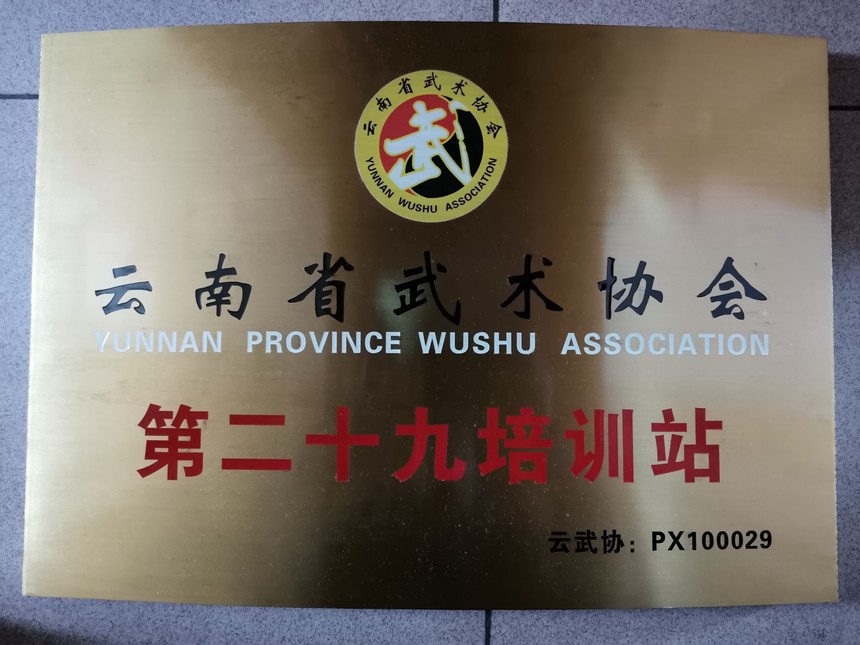 云南省武术协会
武
YUNNAN WUSHU ASSOCIATION
云南省武术协会
YUNNAN PROVINCE WUSHU ASSOCIATION
第二十九培训站
云武协：PX100029